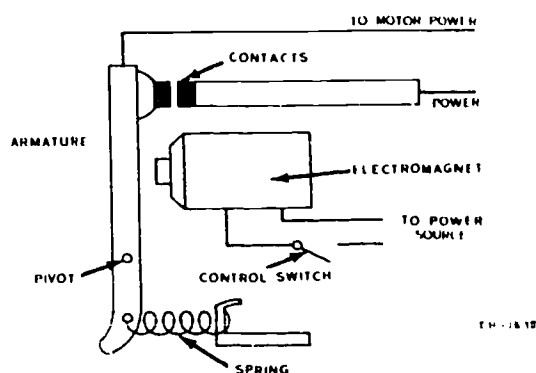 TO MOTOR POWER
CONTACTS
POWER
ARMATURE
ELECTROMAGNET
TO POWER
SOURCE
PIVOT
CONTROL SWITCH
SPRING